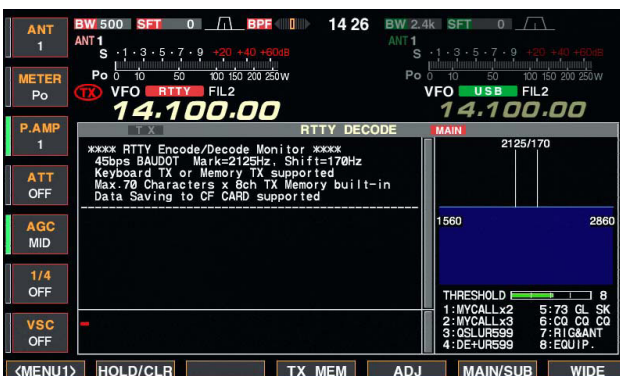 ANT 1
BW 500 SFT 0 BPF 14 26 BW 2.4k SFT 0
ANT 1 ANT 1
S ·1·3·5·7·9 +20 +40 +60dB S ·1·3·5·7·9 +20 +40 +60dB
METER Po
Po 0 10 50 100 150 200 250W Po 0 10 50 100 150 200 250W
TX VFO RTTY FIL2 VFO USB FIL2
14.100.00 14.100.00
P.AMP 1
TX RTTY DECODE MAIN
**** RTTY Encode/Decode Monitor ****
45bps BAUDOT Mark=2125Hz, Shift=170Hz
Keyboard TX or Memory TX supported
Max.70 Characters x 8ch TX Memory built-in
Data Saving to CF CARD supported
2125/170
ATT OFF
AGC MID
1560 2860
1/4 OFF
THRESHOLD 8
1:MYCALLx2 5:73 GL SK
2:MYCALLx3 6:CQ CQ CQ
3:QSLUR599 7:RIG&ANT
4:DE+UR599 8:EQUIP.
VSC OFF
<MENU1> HOLD/CLR TX MEM ADJ MAIN/SUB WIDE